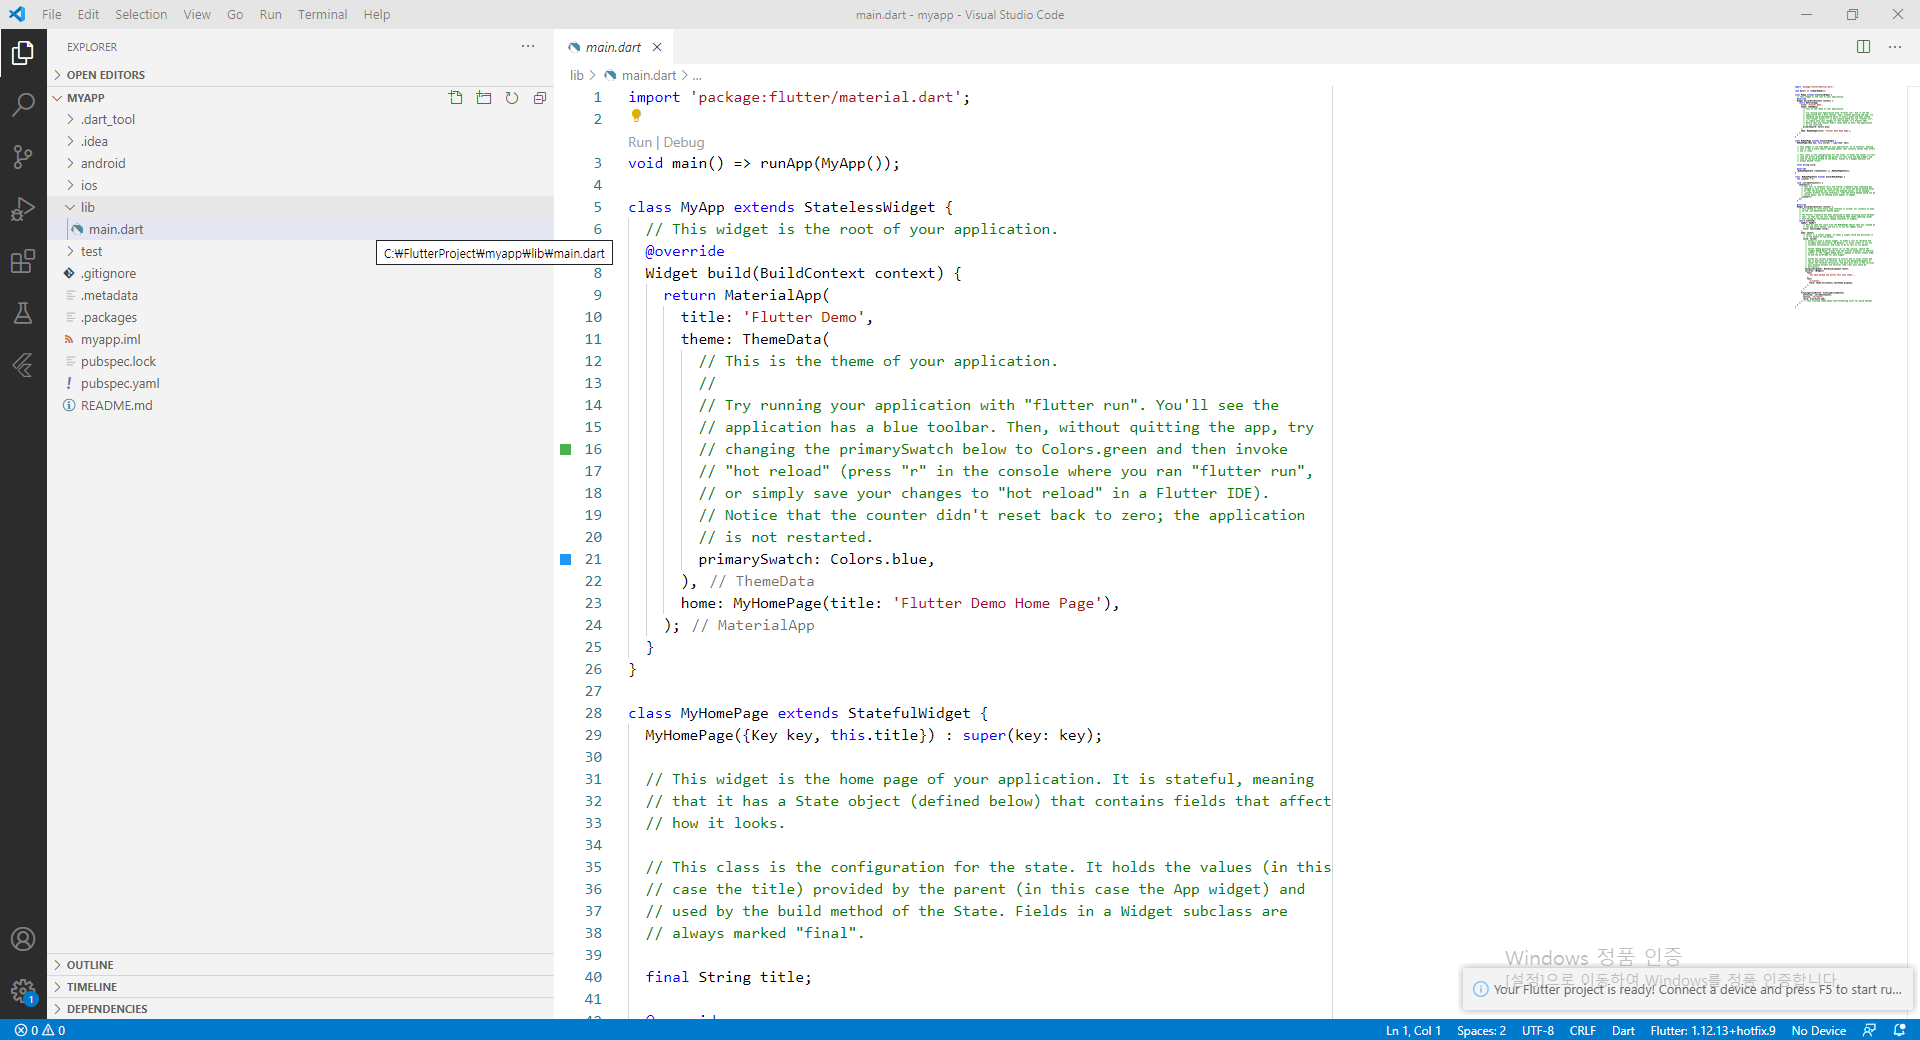 File Edit Selection View Go Run Terminal Help
main.dart - myapp - Visual Studio Code
EXPLORER
OPEN EDITORS
MYAPP
.dart_tool
.idea
android
ios
lib
main.dart
test
.gitignore
.metadata
.packages
myapp.iml
pubspec.lock
! pubspec.yaml
README.md
OUTLINE
TIMELINE
DEPENDENCIES
C:₩FlutterProject₩myapp₩lib₩main.dart
main.dart
lib > main.dart > ...
1 import 'package:flutter/material.dart';
2
Run | Debug
3 void main() => runApp(MyApp());
4
5 class MyApp extends StatelessWidget {
6 // This widget is the root of your application.
@override
8 Widget build(BuildContext context) {
9 return MaterialApp(
10 title: 'Flutter Demo',
11 theme: ThemeData(
12 // This is the theme of your application.
13 //
14 // Try running your application with "flutter run". You'll see the
15 // application has a blue toolbar. Then, without quitting the app, try
16 // changing the primarySwatch below to Colors.green and then invoke
17 // "hot reload" (press "r" in the console where you ran "flutter run",
18 // or simply save your changes to "hot reload" in a Flutter IDE).
19 // Notice that the counter didn't reset back to zero; the application
20 // is not restarted.
21 primarySwatch: Colors.blue,
22 ), // ThemeData
23 home: MyHomePage(title: 'Flutter Demo Home Page'),
24 ); // MaterialApp
25 }
26 }
27
28 class MyHomePage extends StatefulWidget {
29 MyHomePage({Key key, this.title}) : super(key: key);
30
31 // This widget is the home page of your application. It is stateful, meaning
32 // that it has a State object (defined below) that contains fields that affect
33 // how it looks.
34
35 // This class is the configuration for the state. It holds the values (in this
36 // case the title) provided by the parent (in this case the App widget) and
37 // used by the build method of the State. Fields in a Widget subclass are
38 // always marked "final".
39
40 final String title;
41
Windows 정품 인증
[설정]으로 이동하여 Windows를 정품 인증합니다.
Your Flutter project is ready! Connect a device and press F5 to start ru...
1
0 0
Ln 1, Col 1 Spaces: 2 UTF-8 CRLF Dart Flutter: 1.12.13+hotfix.9 No Device